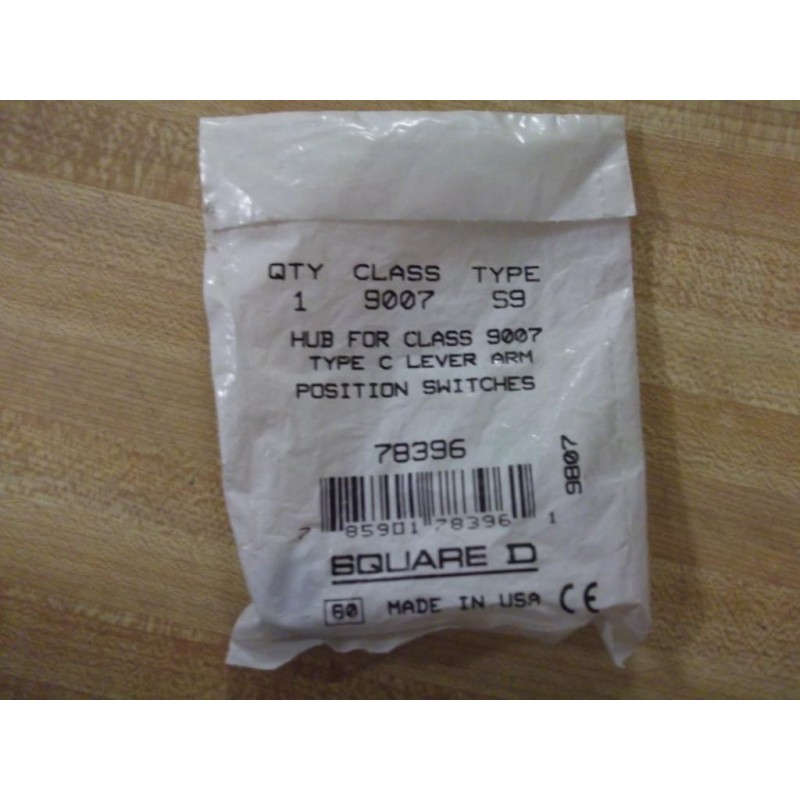 QTY CLASS TYPE
1 9007 S9
HUB FOR CLASS 9007
TYPE C LEVER ARM
POSITION SWITCHES
78396
9807
7 85901 78396 1
SQUARE D
60 MADE IN USA CE